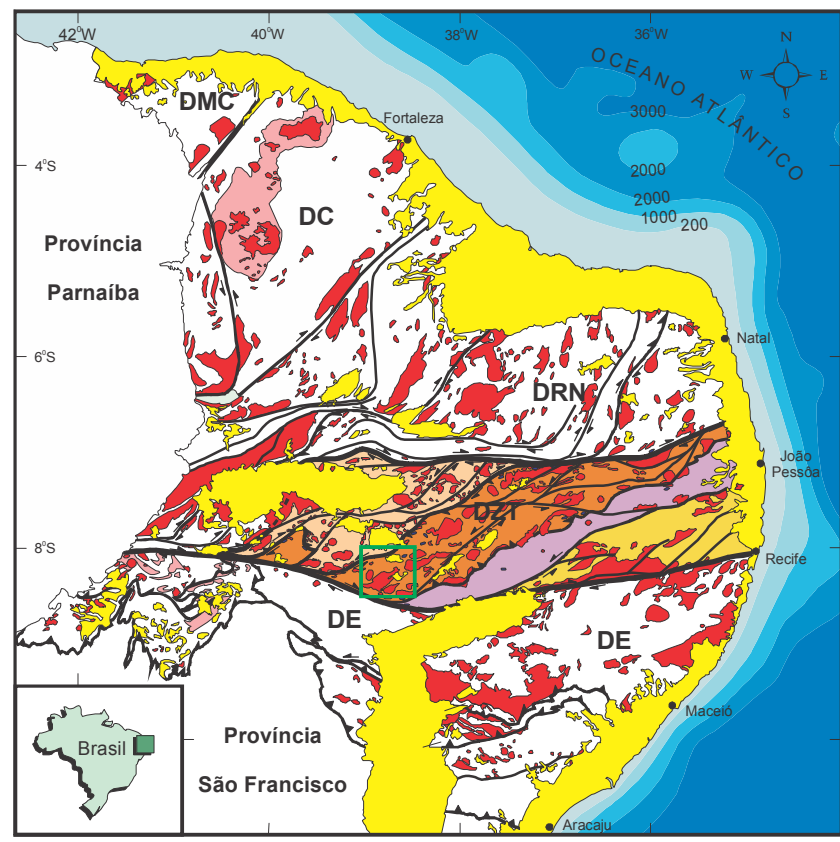 42°W
40°W
38°W
36°W
N
W
E
S
OCEANO ATLÂNTICO
DMC
Fortaleza
3000
4°S
2000
2000
1000
200
DC
Província
Parnaíba
Natal
6°S
DRN
João
Pessôa
DZT
8°S
Recife
DE
DE
Maceió
Província
São Francisco
Brasil
Aracaju